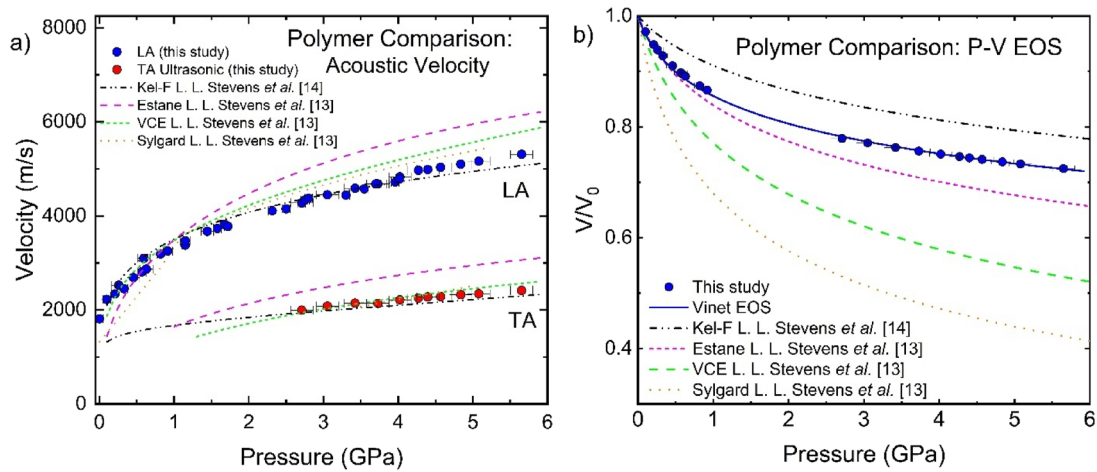 a)
Polymer Comparison:
Acoustic Velocity
LA (this study)
TA Ultrasonic (this study)
Kel-F L. L. Stevens et al. [14]
Estane L. L. Stevens et al. [13]
VCE L. L. Stevens et al. [13]
Sylgard L. L. Stevens et al. [13]
LA
TA
Velocity (m/s)
8000
6000
4000
2000
0
0 1 2 3 4 5 6
Pressure (GPa)
b)
Polymer Comparison: P-V EOS
This study
Vinet EOS
Kel-F L. L. Stevens et al. [14]
Estane L. L. Stevens et al. [13]
VCE L. L. Stevens et al. [13]
Sylgard L. L. Stevens et al. [13]
V/V0
1.0
0.8
0.6
0.4
0 1 2 3 4 5 6
Pressure (GPa)